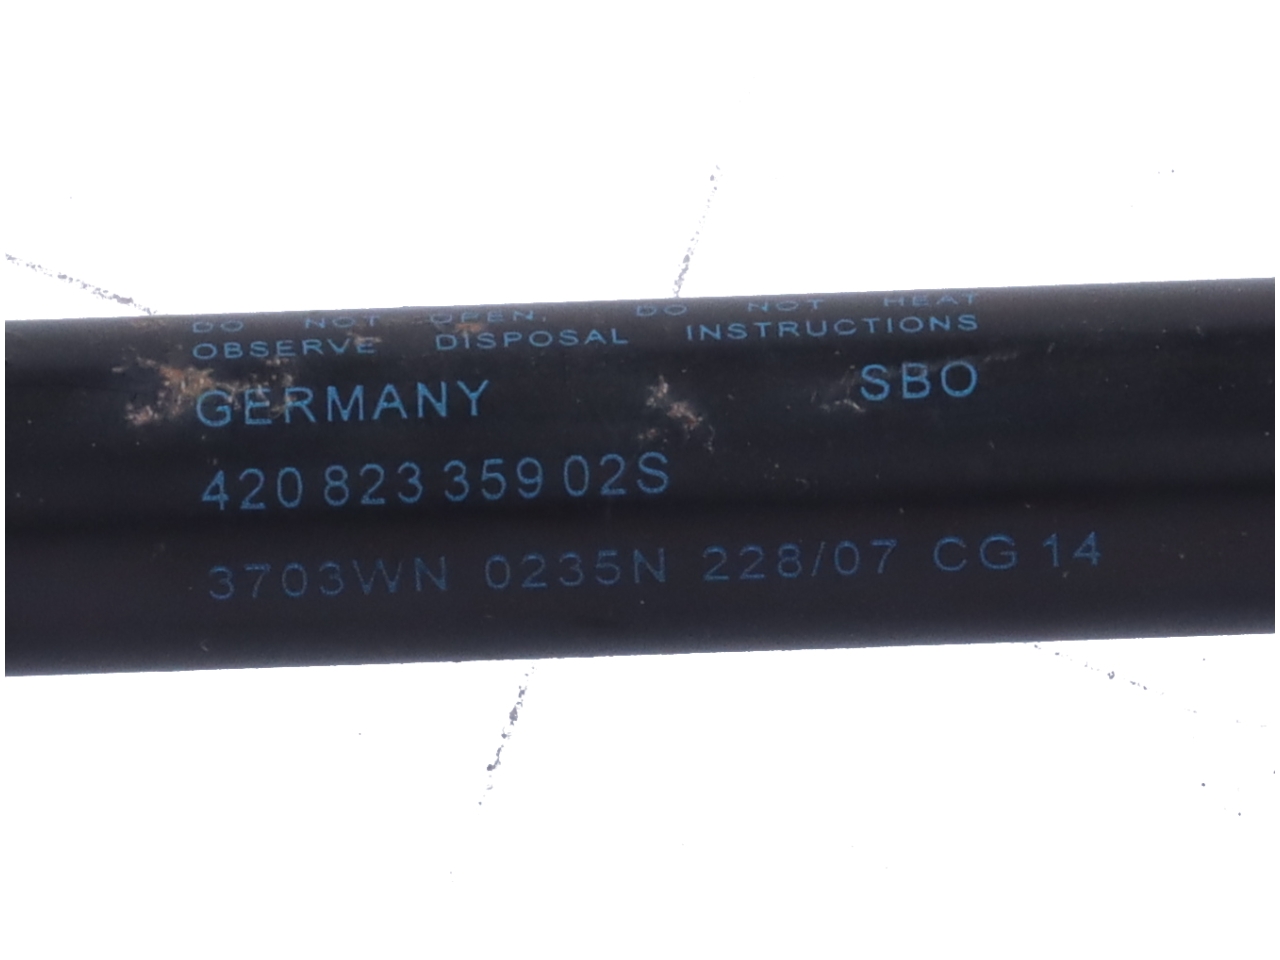 DO NOT OPEN. DO NOT HEAT
OBSERVE DISPOSAL INSTRUCTIONS
GERMANY SBO
420 823 359 02S
3703WN 0235N 228/07 CG 14